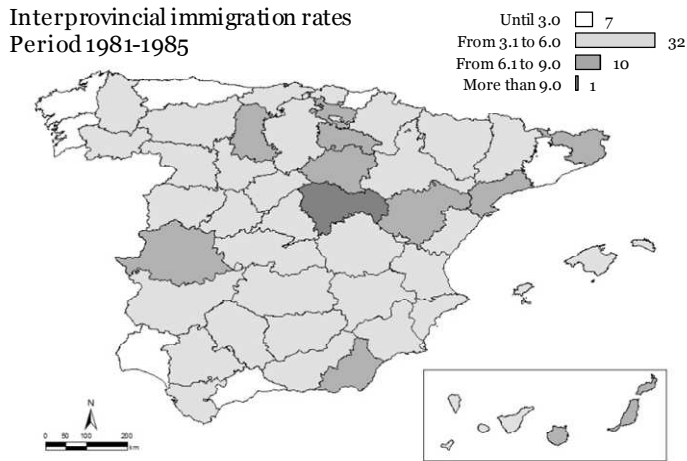 Interprovincial immigration rates
Period 1981-1985
Until 3.0 7
From 3.1 to 6.0 32
From 6.1 to 9.0 10
More than 9.0 1
N
0 50 100 200
km